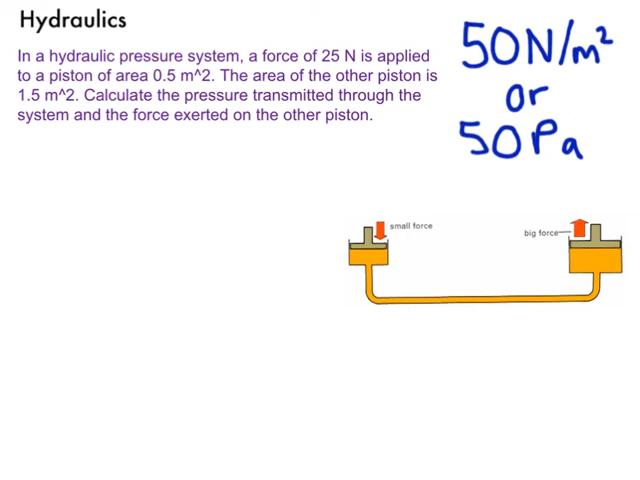 Hydraulics
In a hydraulic pressure system, a force of 25 N is applied
to a piston of area 0.5 m^2. The area of the other piston is
1.5 m^2. Calculate the pressure transmitted through the
system and the force exerted on the other piston.
50N/m²
or
50Pa
small force
big force